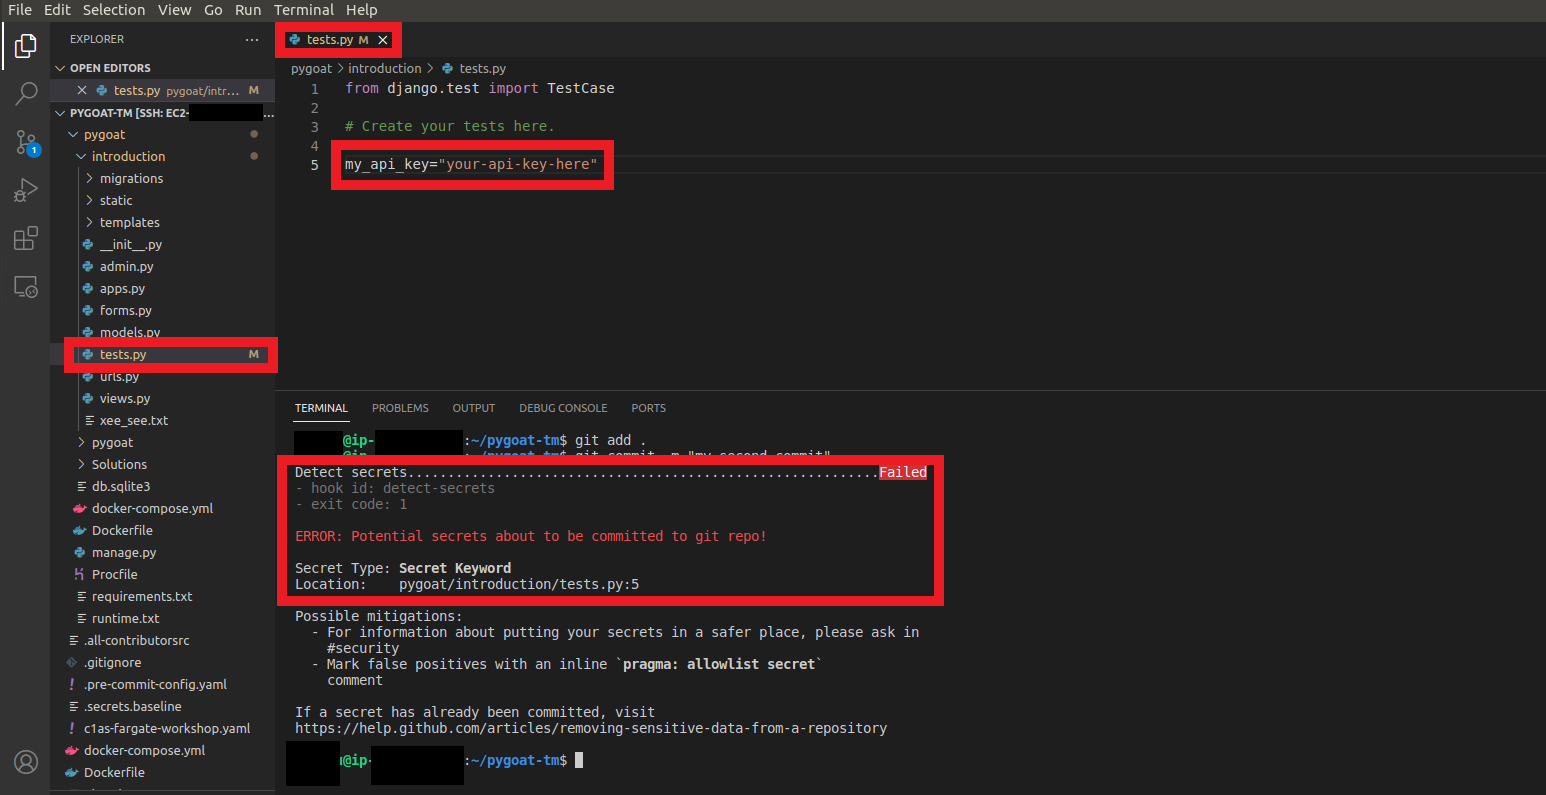 File Edit Selection View Go Run Terminal Help
EXPLORER ...
OPEN EDITORS
tests.py pygoat/intr... M
PYGOAT-TM [SSH: EC2- ...
pygoat
introduction
migrations
static
templates
__init__.py
admin.py
apps.py
forms.py
models.py
tests.py M
urls.py
views.py
xee_see.txt
pygoat
Solutions
db.sqlite3
docker-compose.yml
Dockerfile
manage.py
Procfile
requirements.txt
runtime.txt
.all-contributorsrc
.gitignore
.pre-commit-config.yaml
.secrets.baseline
c1as-fargate-workshop.yaml
docker-compose.yml
Dockerfile
1
tests.py M
pygoat > introduction > tests.py
1 from django.test import TestCase
2
3 # Create your tests here.
4
5 my_api_key="your-api-key-here"
TERMINAL PROBLEMS OUTPUT DEBUG CONSOLE PORTS
@ip- :~/pygoat-tm$ git add .
@ip- :~/pygoat-tm$ git commit -m "my second commit"
Detect secrets...........................................................Failed
- hook id: detect-secrets
- exit code: 1
ERROR: Potential secrets about to be committed to git repo!
Secret Type: Secret Keyword
Location: pygoat/introduction/tests.py:5
Possible mitigations:
- For information about putting your secrets in a safer place, please ask in
#security
- Mark false positives with an inline `pragma: allowlist secret`
comment
If a secret has already been committed, visit
https://help.github.com/articles/removing-sensitive-data-from-a-repository
@ip- :~/pygoat-tm$